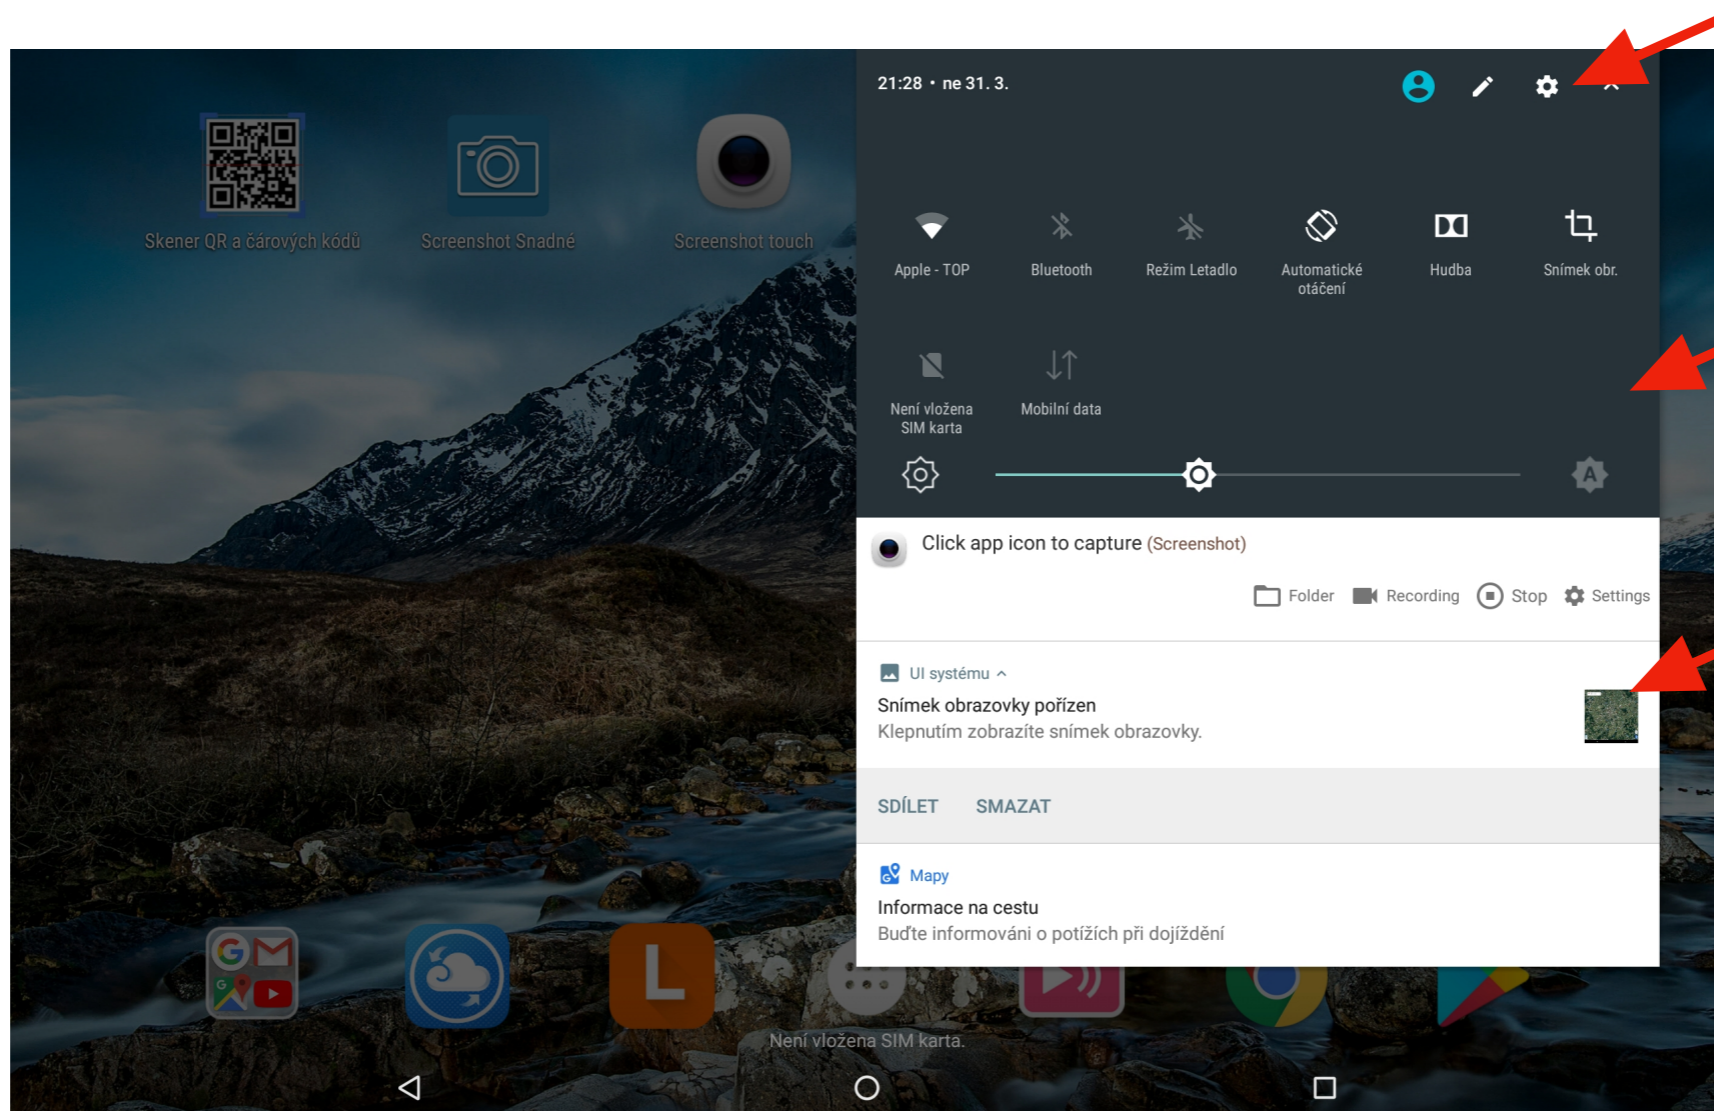 21:28 • ne 31. 3.
Skener QR a čárových kódů
Screenshot Snadné
Screenshot touch
Apple - TOP
Bluetooth
Režim Letadlo
Automatické
otáčení
Hudba
Snímek obr.
Není vložena
SIM karta
Mobilní data
A
Click app icon to capture (Screenshot)
Folder
Recording
Stop
Settings
UI systému
Snímek obrazovky pořízen
Klepnutím zobrazíte snímek obrazovky.
SDÍLET
SMAZAT
Mapy
Informace na cestu
Buďte informováni o potížích při dojíždění
G
L
Není vložena SIM karta.